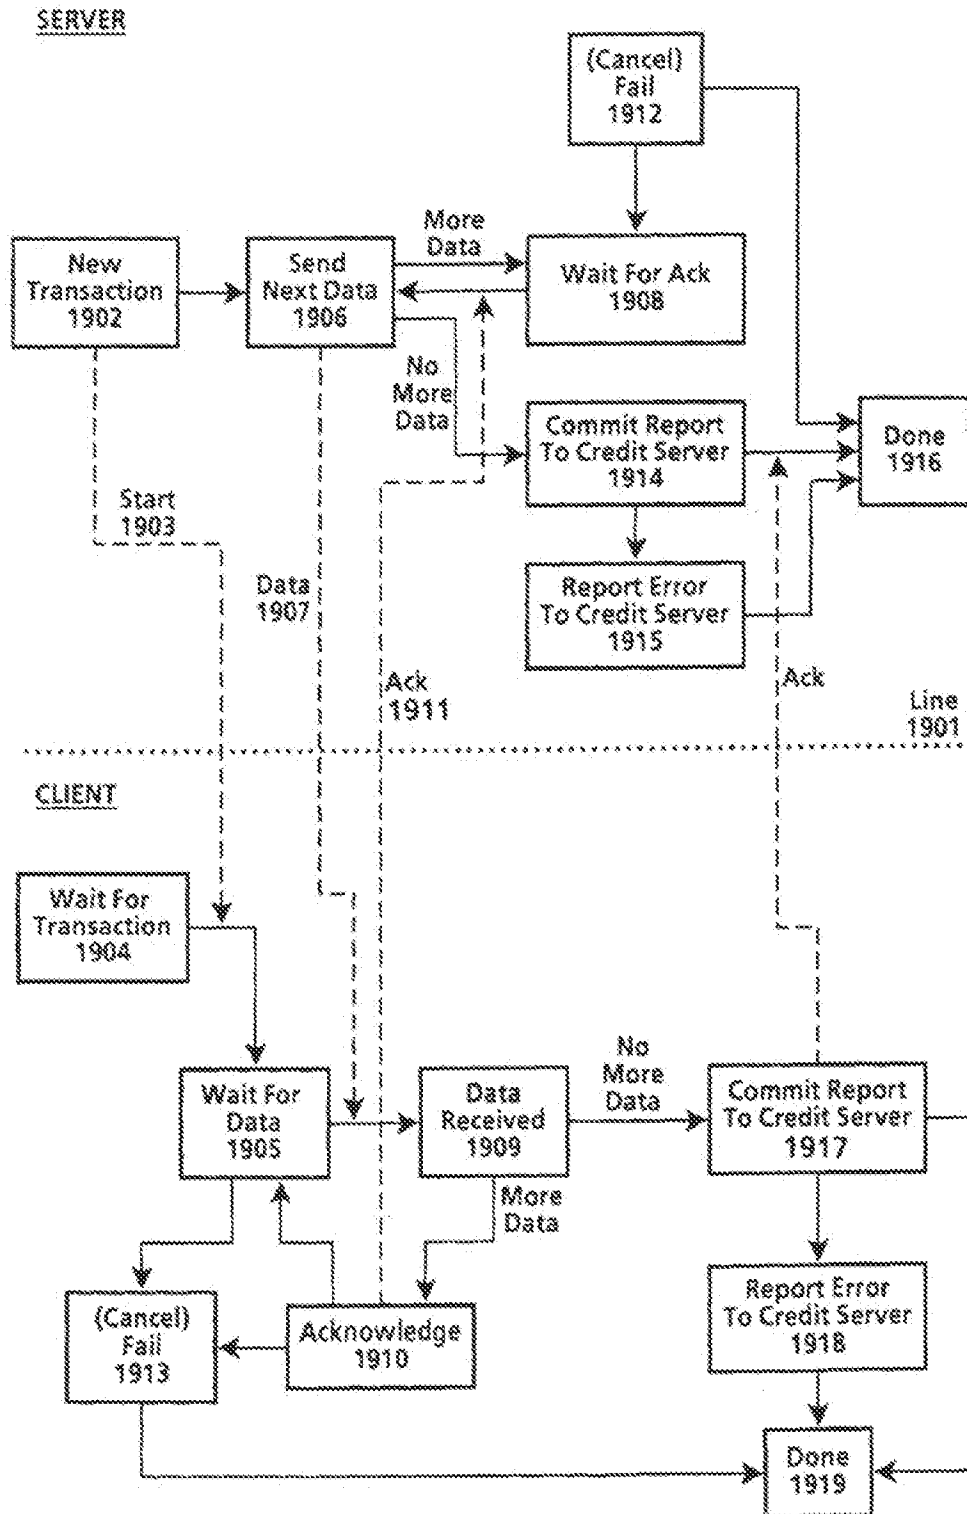 SERVER
(Cancel)
Fail
1912
New
Transaction
1902
Send
Next Data
1906
More
Data
Wait For Ack
1908
No
More
Data
Commit Report
To Credit Server
1914
Done
1916
Start
1903
Data
1907
Report Error
To Credit Server
1915
Ack
1911
Ack
Line
1901
CLIENT
Wait For
Transaction
1904
Wait For
Data
1905
Data
Received
1909
No
More
Data
Commit Report
To Credit Server
1917
More
Data
(Cancel)
Fail
1913
Acknowledge
1910
Report Error
To Credit Server
1918
Done
1919